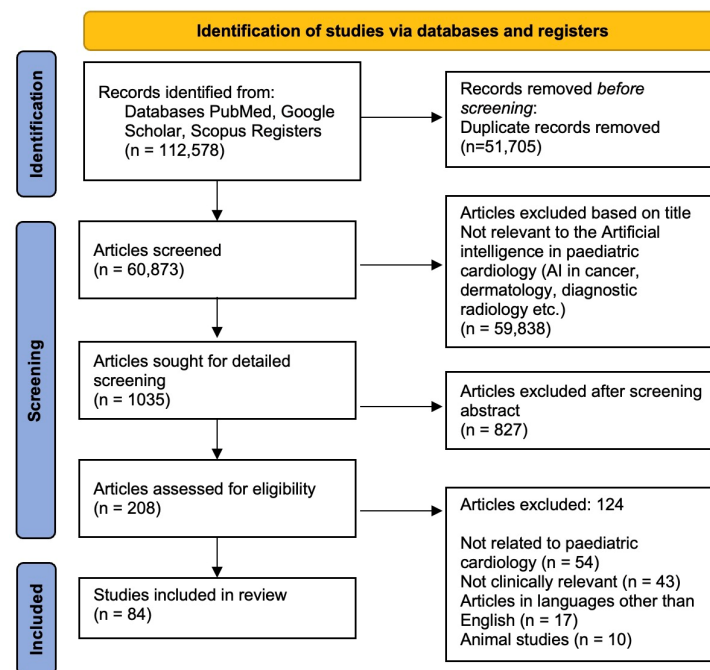 Identification of studies via databases and registers
Identification
Records identified from:
Databases PubMed, Google
Scholar, Scopus Registers
(n = 112,578)
Records removed before
screening:
Duplicate records removed
(n=51,705)
Screening
Articles screened
(n = 60,873)
Articles excluded based on title
Not relevant to the Artificial
intelligence in paediatric
cardiology (AI in cancer,
dermatology, diagnostic
radiology etc.)
(n = 59,838)
Articles sought for detailed
screening
(n = 1035)
Articles excluded after screening
abstract
(n = 827)
Articles assessed for eligibility
(n = 208)
Articles excluded: 124
Not related to paediatric
cardiology (n = 54)
Not clinically relevant (n = 43)
Articles in languages other than
English (n = 17)
Animal studies (n = 10)
Included
Studies included in review
(n = 84)